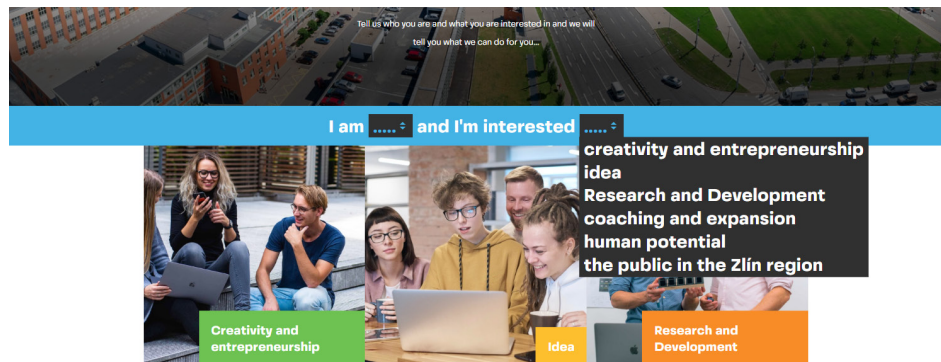 Tell us who you are and what you are interested in and we will
tell you what we can do for you...
I am ..... and I'm interested .....
creativity and entrepreneurship
idea
Research and Development
coaching and expansion
human potential
the public in the Zlín region
Creativity and
entrepreneurship
Idea
Research and
Development